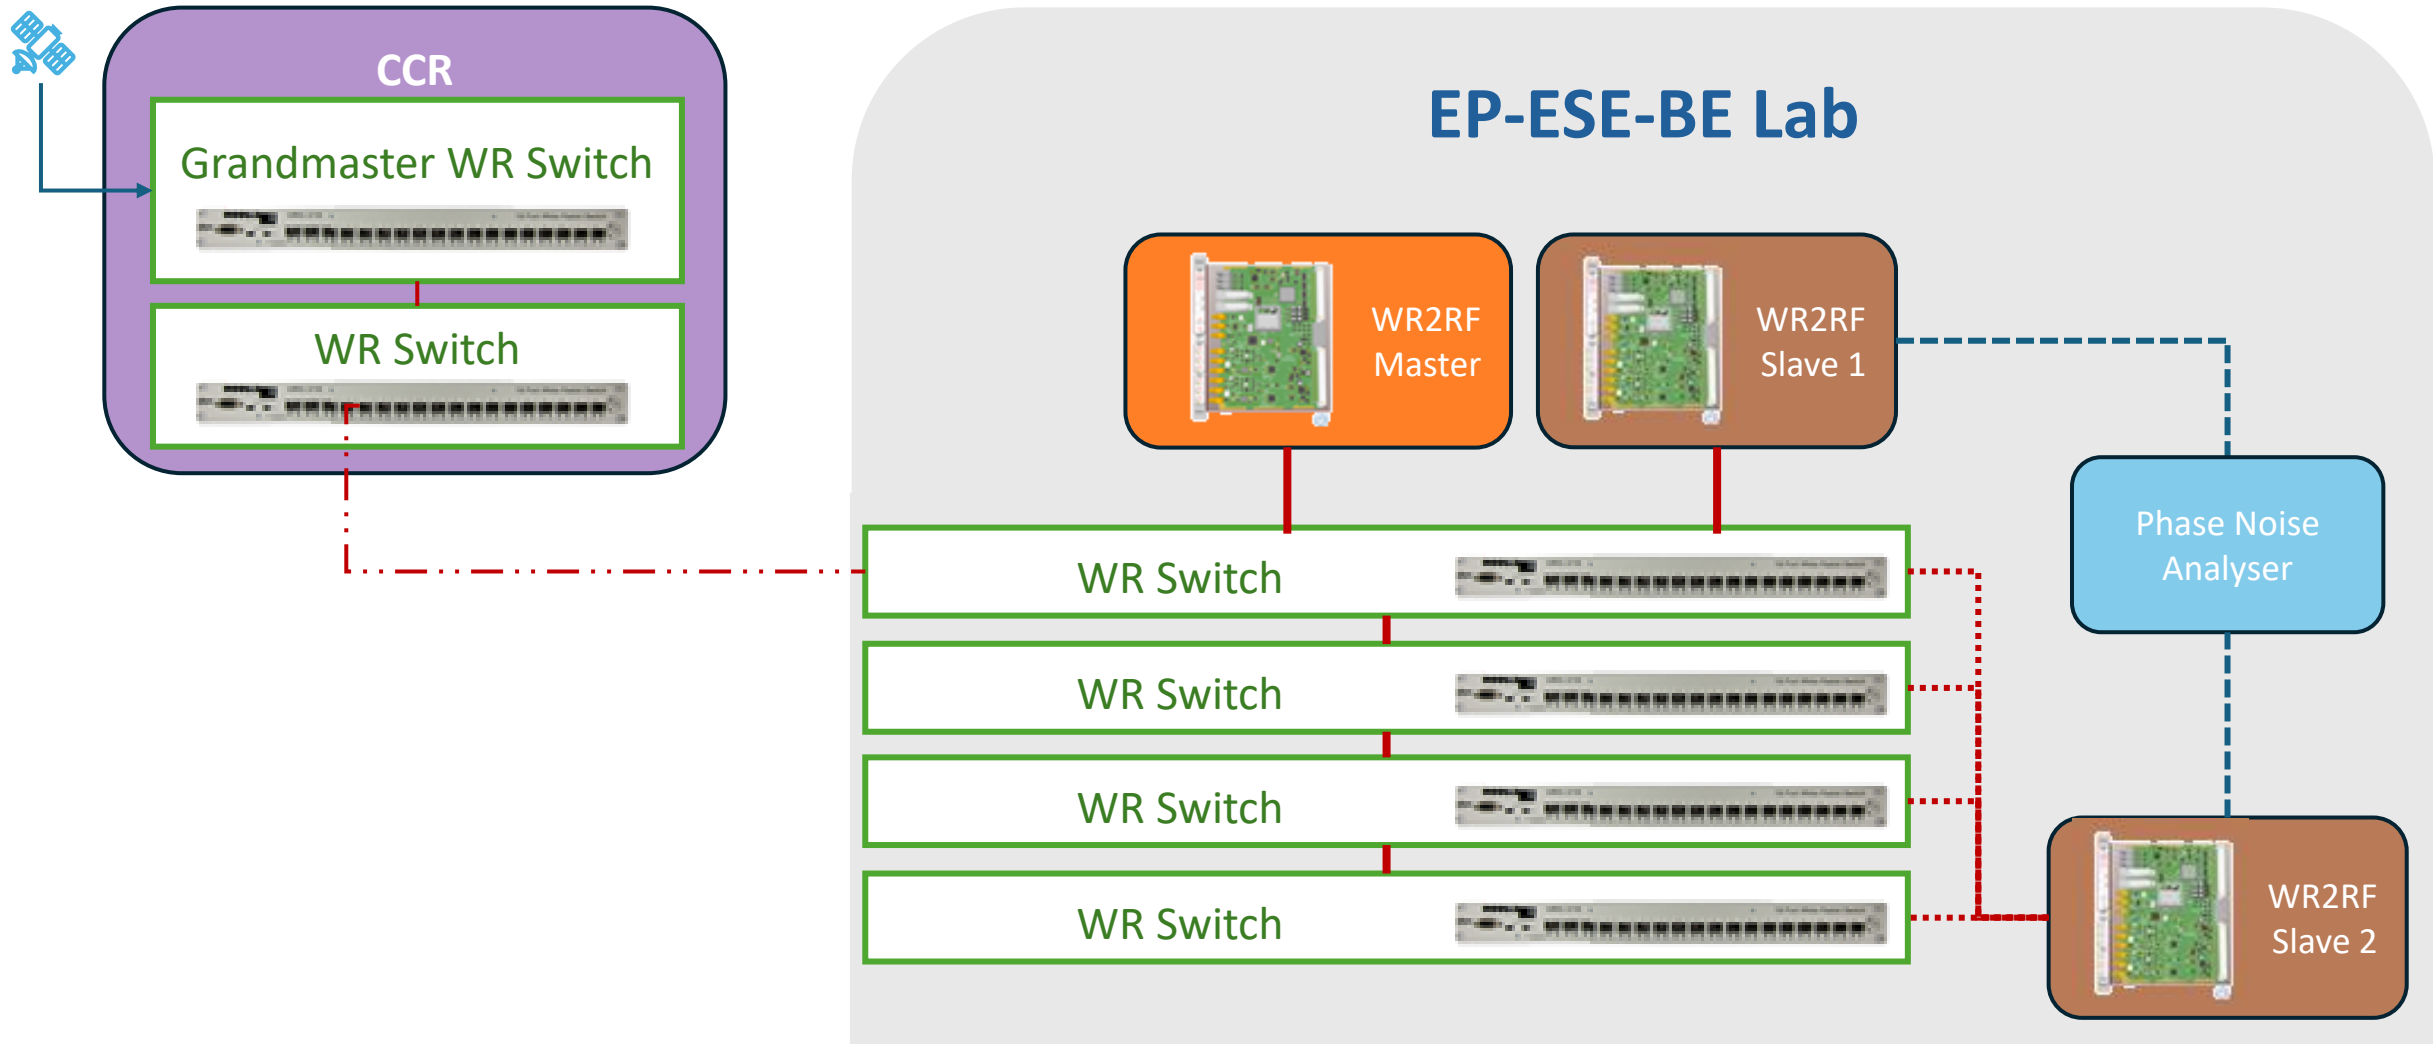 CCR
Grandmaster WR Switch
WR Switch
EP-ESE-BE Lab
WR2RF
Master
WR2RF
Slave 1
Phase Noise
Analyser
WR Switch
WR Switch
WR Switch
WR Switch
WR2RF
Slave 2